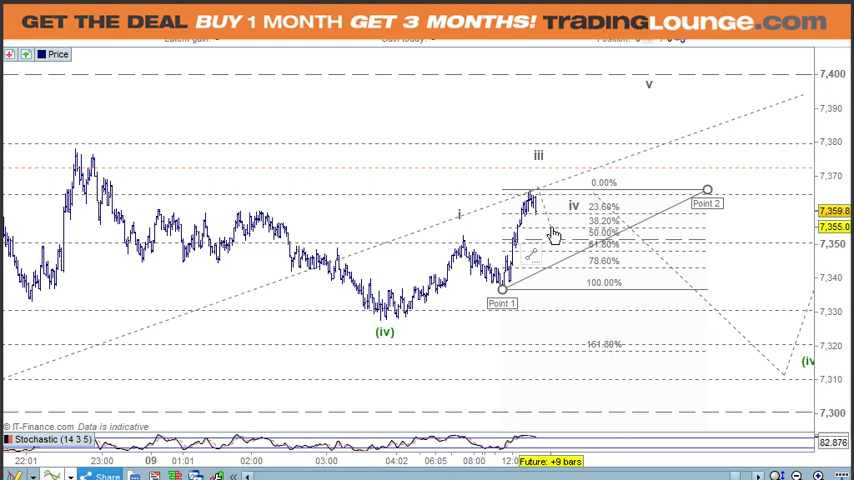 GET THE DEAL BUY 1 MONTH GET 3 MONTHS! TRADINGLOUNGE.com
Price
7,400
v
7,390
7,380
iii
7,370
0.00%
i
iv
23.60%
Point 2
7,359.8
38.20%
7,355.0
50.00%
61.80%
7,350
78.60%
7,340
100.00%
Point 1
7,330
(iv)
161.80%
7,320
(iv
7,310
7,300
© IT-Finance.com Data is indicative
Stochastic (14 3 5)
82.876
22:01 23:00 09 01:01 02:00 03:00 04:02 06:05 08:00 12:0 Future: +9 bars
Share